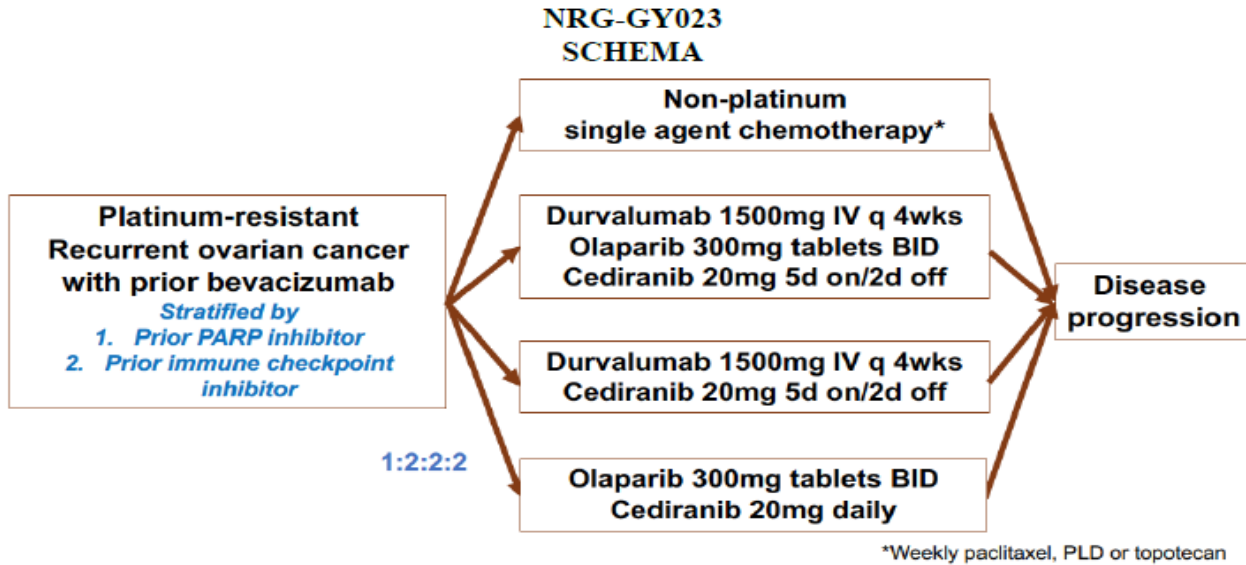 NRG-GY023
SCHEMA
Platinum-resistant
Recurrent ovarian cancer
with prior bevacizumab
Stratified by
1. Prior PARP inhibitor
2. Prior immune checkpoint
inhibitor
1:2:2:2
Non-platinum
single agent chemotherapy*
Durvalumab 1500mg IV q 4wks
Olaparib 300mg tablets BID
Cediranib 20mg 5d on/2d off
Durvalumab 1500mg IV q 4wks
Cediranib 20mg 5d on/2d off
Olaparib 300mg tablets BID
Cediranib 20mg daily
Disease
progression
*Weekly paclitaxel, PLD or topotecan